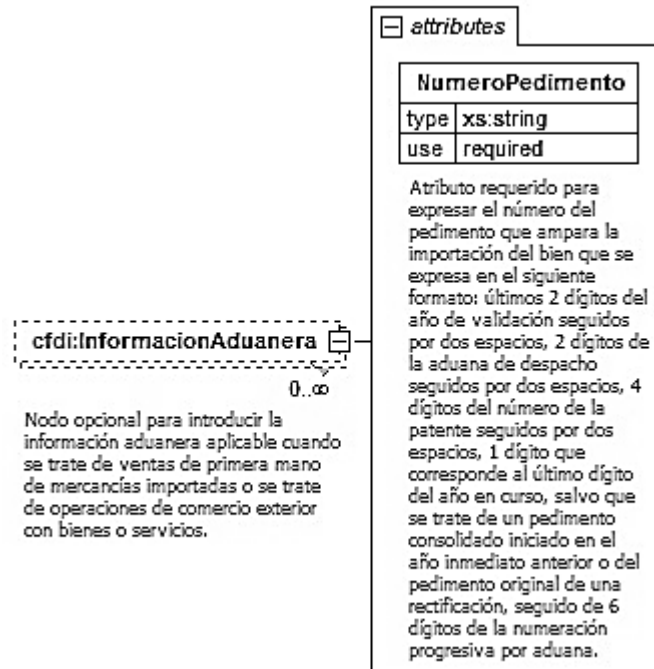 attributes
NumeroPedimento
type xs:string
use required
Atributo requerido para
expresar el número del
pedimento que ampara la
importación del bien que se
expresa en el siguiente
formato: últimos 2 dígitos del
año de validación seguidos
por dos espacios, 2 dígitos de
la aduana de despacho
seguidos por dos espacios, 4
dígitos del número de la
patente seguidos por dos
espacios, 1 dígito que
corresponde al último dígito
del año en curso, salvo que
se trate de un pedimento
consolidado iniciado en el
año inmediato anterior o del
pedimento original de una
rectificación, seguido de 6
dígitos de la numeración
progresiva por aduana.
cfdi:InformacionAduanera
0..∞
Nodo opcional para introducir la
información aduanera aplicable cuando
se trate de ventas de primera mano
de mercancías importadas o se trate
de operaciones de comercio exterior
con bienes o servicios.